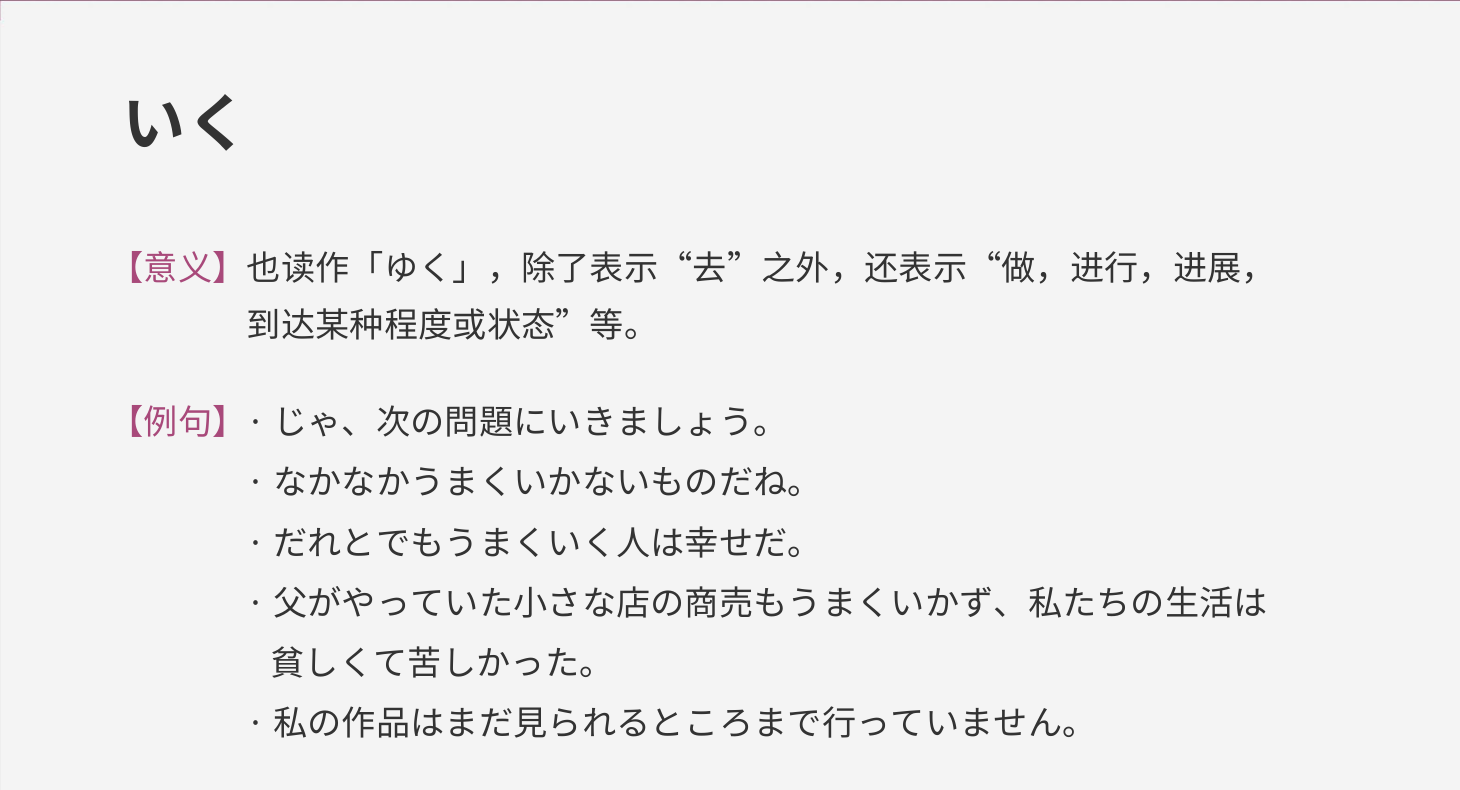 いく
【意义】也读作「ゆく」，除了表示“去”之外，还表示“做，进行，进展，
到达某种程度或状态”等。
【例句】· じゃ、次の問題にいきましょう。
· なかなかうまくいかないものだね。
· だれとでもうまくいく人は幸せだ。
· 父がやっていた小さな店の商売もうまくいかず、私たちの生活は
貧しくて苦しかった。
· 私の作品はまだ見られるところまで行っていません。